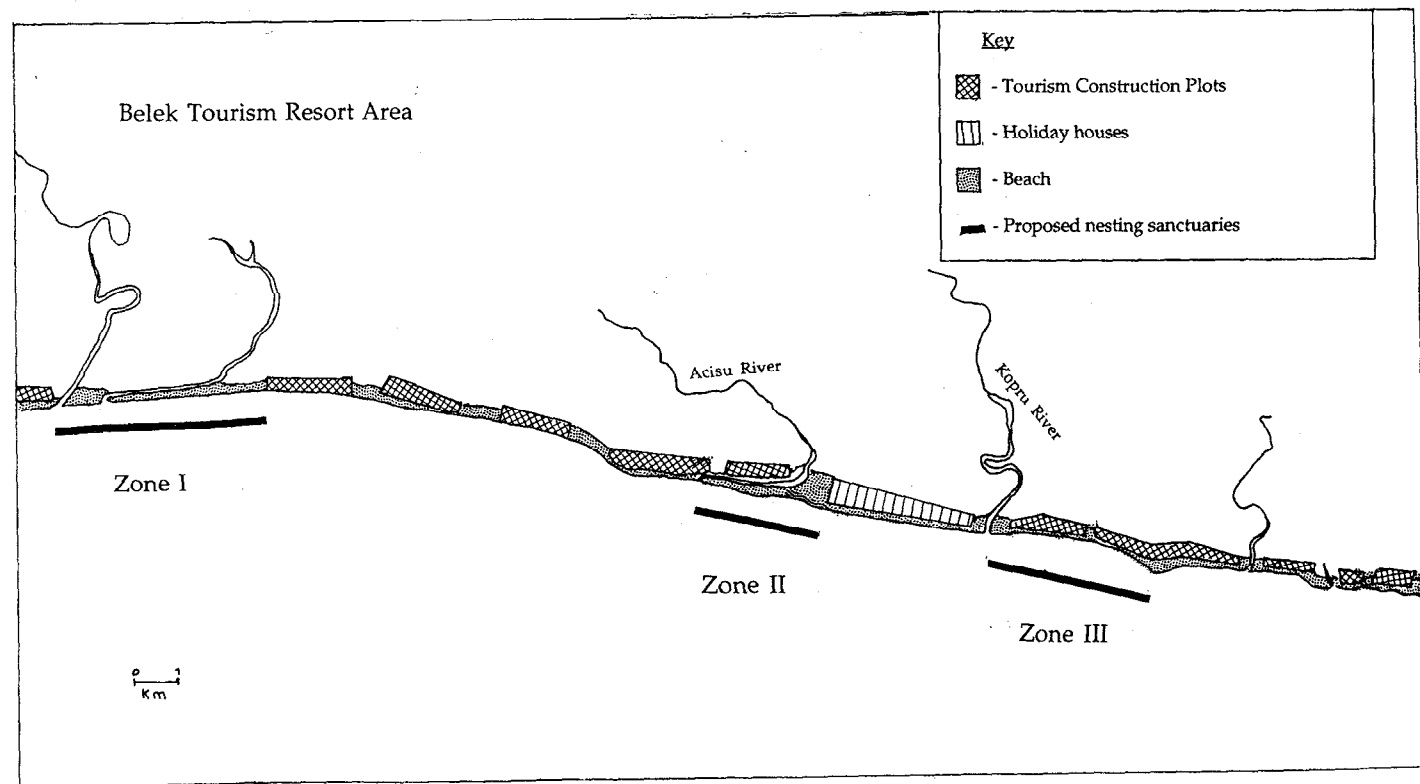 Belek Tourism Resort Area
Key
- Tourism Construction Plots
- Holiday houses
- Beach
- Proposed nesting sanctuaries
Acisu River
Kopru River
Zone I
Zone II
Zone III
0 1
Km